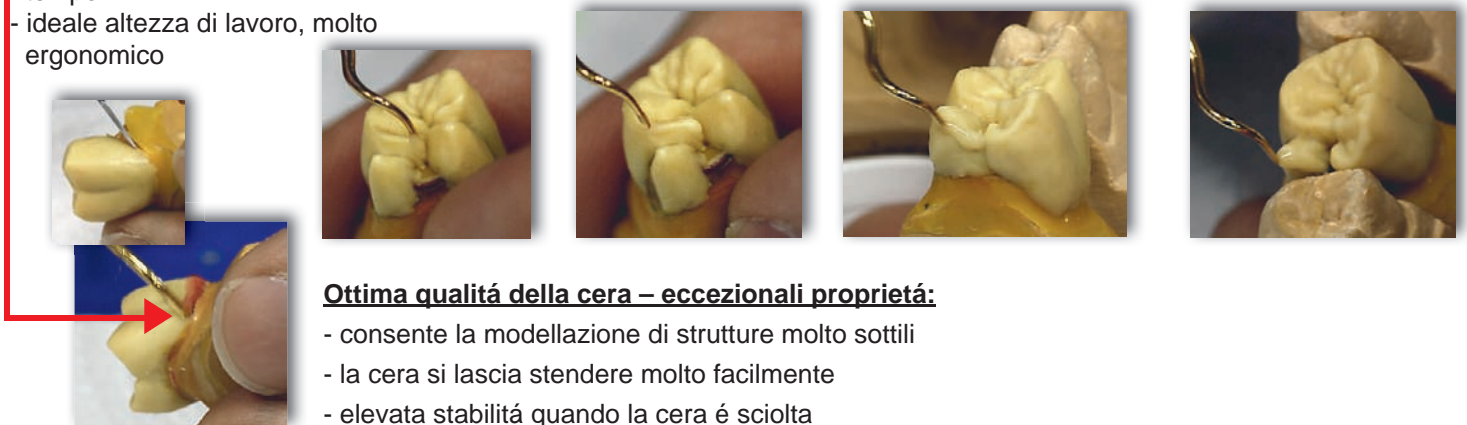 - ideale altezza di lavoro, molto
ergonomico
Ottima qualitá della cera – eccezionali proprietá:
- consente la modellazione di strutture molto sottili
- la cera si lascia stendere molto facilmente
- elevata stabilitá quando la cera é sciolta